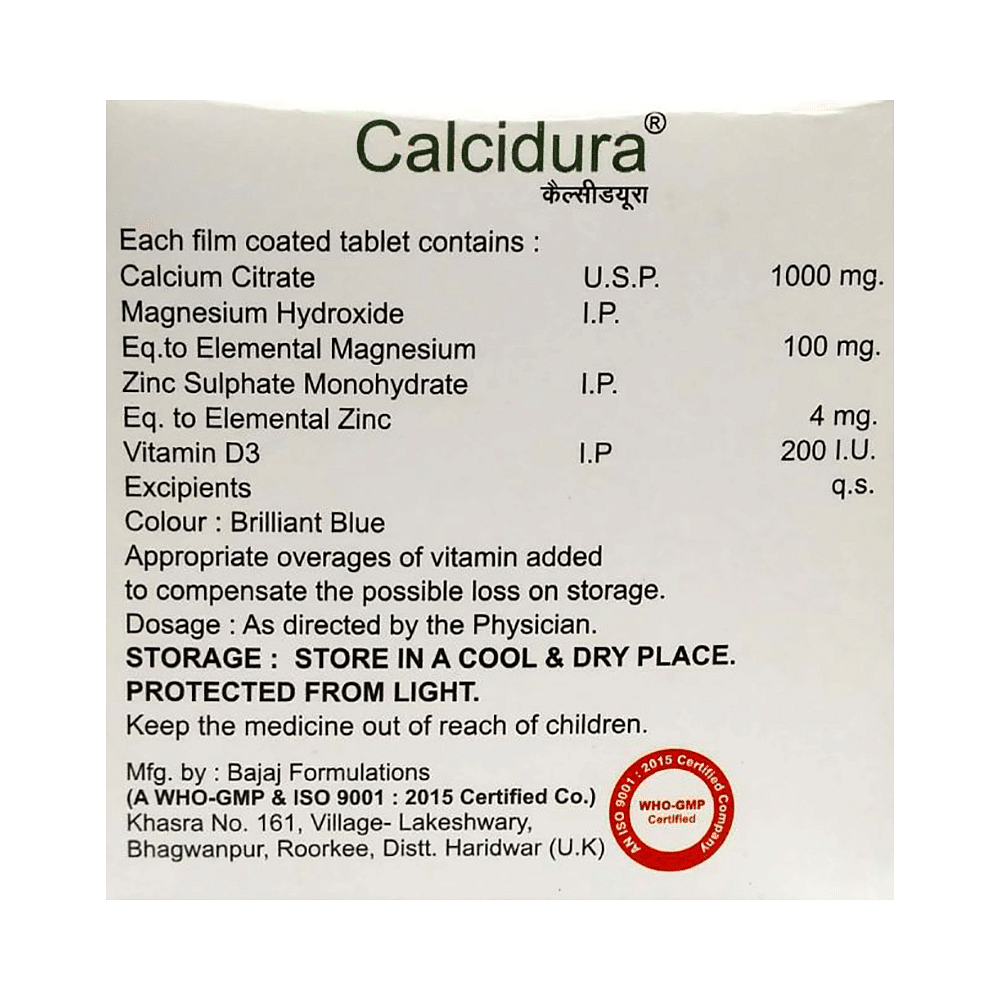 Calcidura®
कैल्सीडयूरा
Each film coated tablet contains :
Calcium Citrate U.S.P. 1000 mg.
Magnesium Hydroxide I.P.
Eq.to Elemental Magnesium 100 mg.
Zinc Sulphate Monohydrate I.P.
Eq. to Elemental Zinc 4 mg.
Vitamin D3 I.P 200 I.U.
Excipients q.s.
Colour : Brilliant Blue
Appropriate overages of vitamin added
to compensate the possible loss on storage.
Dosage : As directed by the Physician.
STORAGE : STORE IN A COOL & DRY PLACE.
PROTECTED FROM LIGHT.
Keep the medicine out of reach of children.
Mfg. by : Bajaj Formulations
(A WHO-GMP & ISO 9001 : 2015 Certified Co.)
Khasra No. 161, Village- Lakeshwary,
Bhagwanpur, Roorkee, Distt. Haridwar (U.K)
AN ISO 9001 : 2015 Certified Company
WHO-GMP
Certified